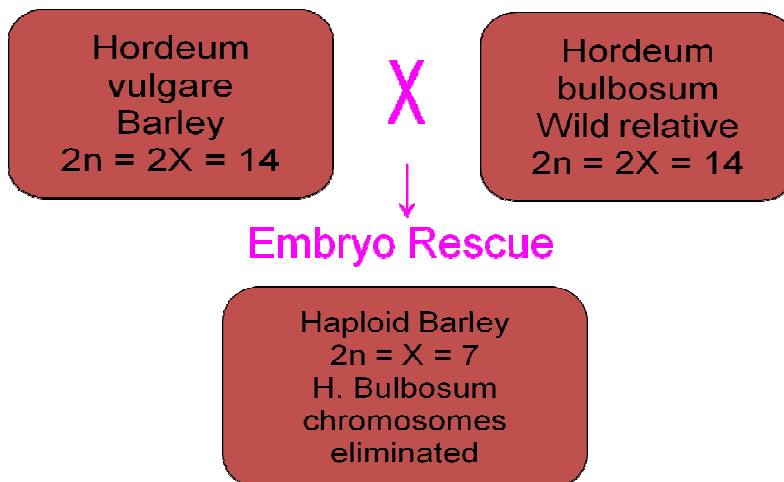 Hordeum
vulgare
Barley
2n = 2X = 14
X
Hordeum
bulbosum
Wild relative
2n = 2X = 14
Embryo Rescue
Haploid Barley
2n = X = 7
H. Bulbosum
chromosomes
eliminated